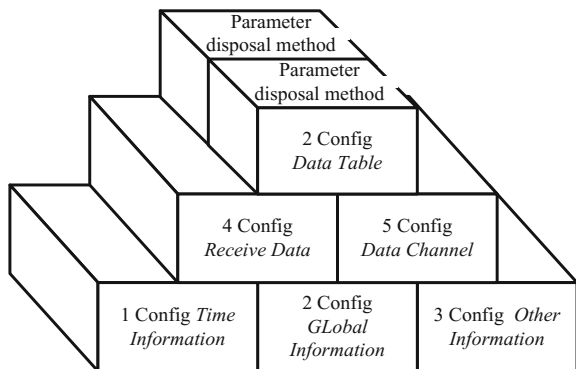 Parameter
disposal method
Parameter
disposal method
2 Config
Data Table
4 Config
Receive Data
5 Config
Data Channel
1 Config Time
Information
2 Config
GLobal
Information
3 Config Other
Information